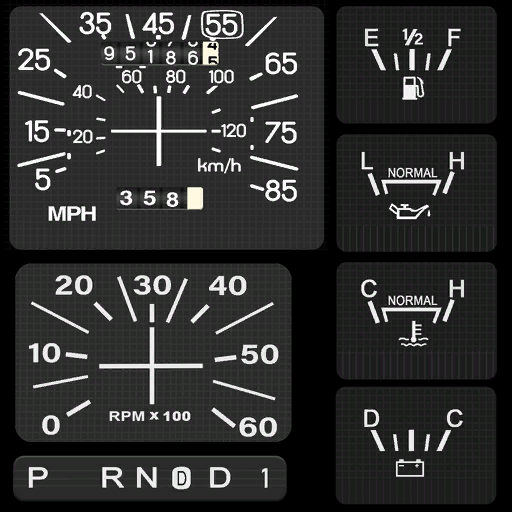 35 45 55
9 5 1 8 6
25 65
60 80 100
40
15 20 120 75
km/h
5 85
3 5 8
MPH
E ½ F
L NORMAL H
C NORMAL H
D C
20 30 40
10 50
RPM x 100
0 60
P R N D D 1